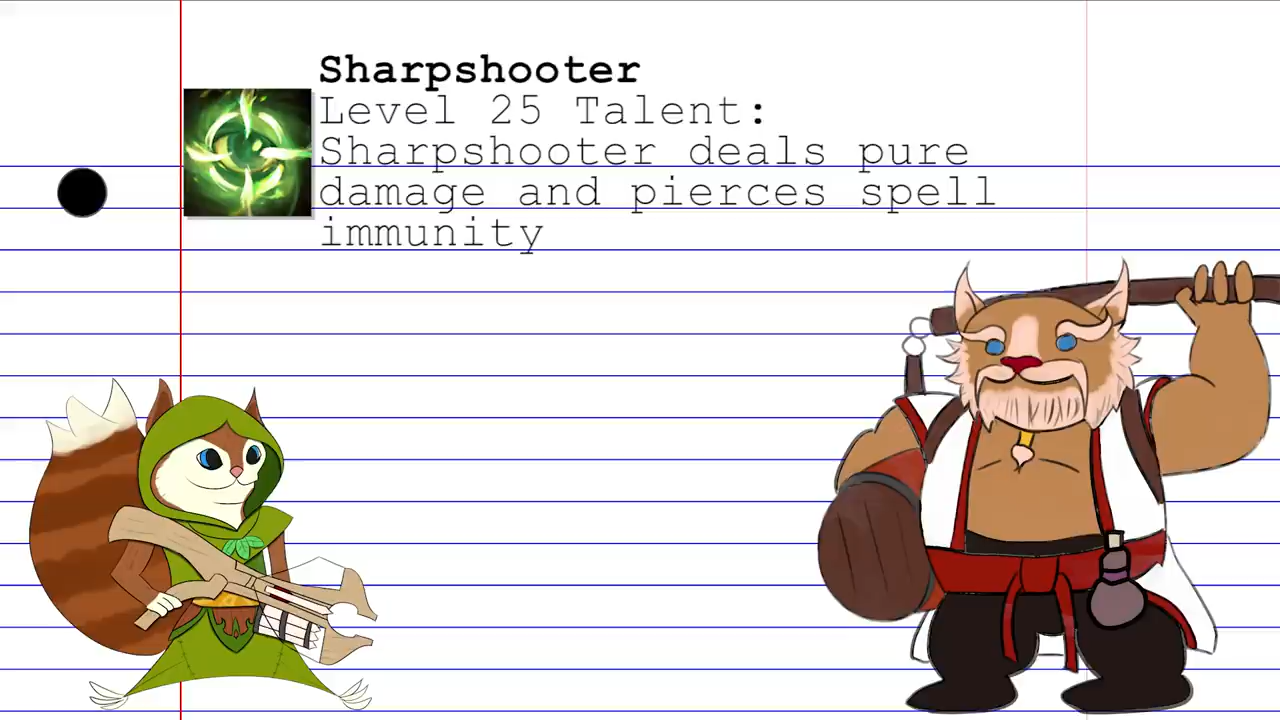 Sharpshooter
Level 25 Talent:
Sharpshooter deals pure
damage and pierces spell
immunity